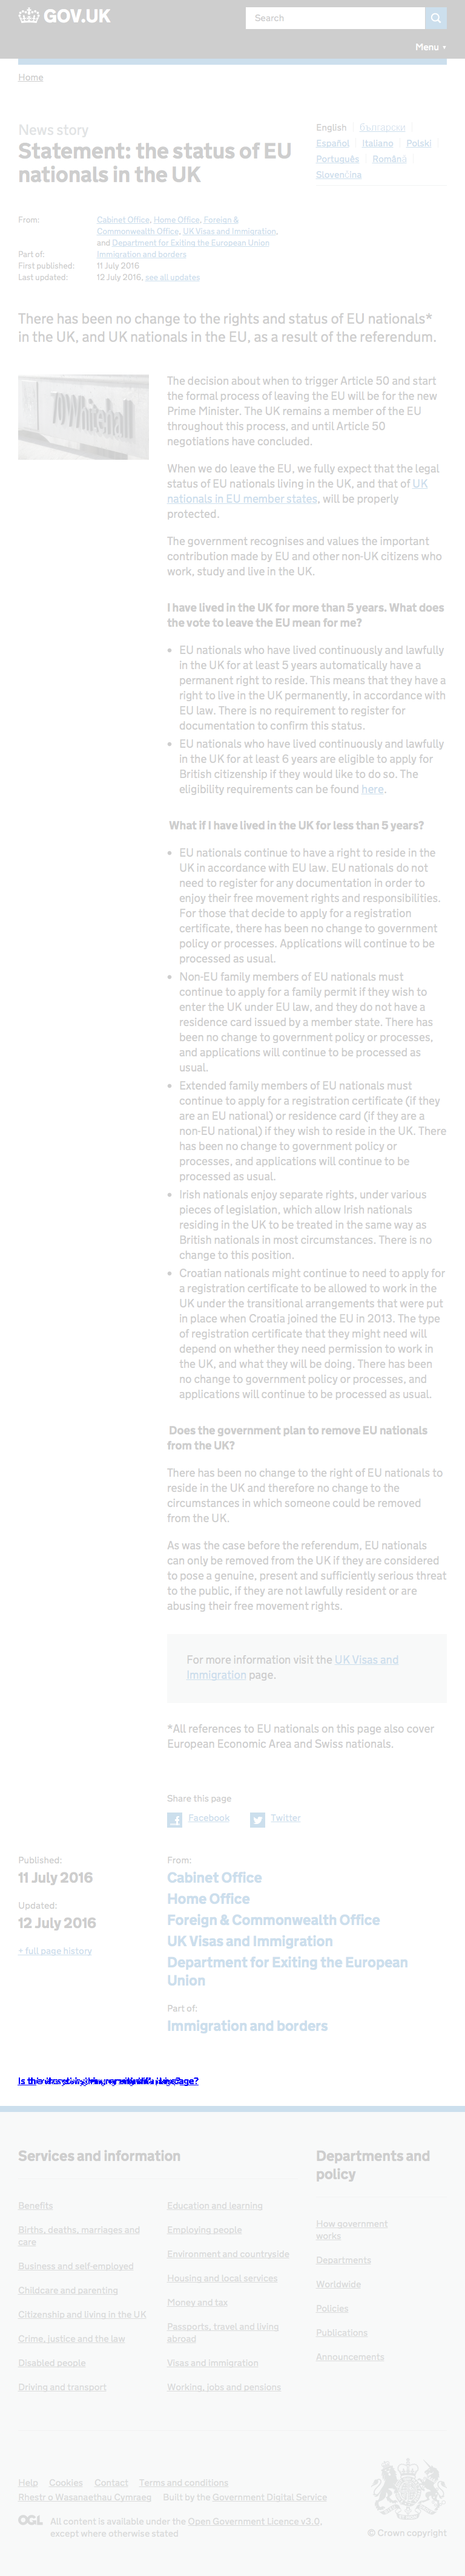 GOV.UK
Search
Menu
Home
News story
Statement: the status of EU
nationals in the UK
English
български
Español
Italiano
Polski
Português
Română
Slovenčina
From:
Cabinet Office, Home Office, Foreign &
Commonwealth Office, UK Visas and Immigration,
and Department for Exiting the European Union
Part of:
Immigration and borders
First published:
11 July 2016
Last updated:
12 July 2016, see all updates
There has been no change to the rights and status of EU nationals*
in the UK, and UK nationals in the EU, as a result of the referendum.
70 Whitehall
The decision about when to trigger Article 50 and start
the formal process of leaving the EU will be for the new
Prime Minister. The UK remains a member of the EU
throughout this process, and until Article 50
negotiations have concluded.
When we do leave the EU, we fully expect that the legal
status of EU nationals living in the UK, and that of UK
nationals in EU member states, will be properly
protected.
The government recognises and values the important
contribution made by EU and other non-UK citizens who
work, study and live in the UK.
I have lived in the UK for more than 5 years. What does
the vote to leave the EU mean for me?
• EU nationals who have lived continuously and lawfully
in the UK for at least 5 years automatically have a
permanent right to reside. This means that they have a
right to live in the UK permanently, in accordance with
EU law. There is no requirement to register for
documentation to confirm this status.
• EU nationals who have lived continuously and lawfully
in the UK for at least 6 years are eligible to apply for
British citizenship if they would like to do so. The
eligibility requirements can be found here.
What if I have lived in the UK for less than 5 years?
• EU nationals continue to have a right to reside in the
UK in accordance with EU law. EU nationals do not
need to register for any documentation in order to
enjoy their free movement rights and responsibilities.
For those that decide to apply for a registration
certificate, there has been no change to government
policy or processes. Applications will continue to be
processed as usual.
• Non-EU family members of EU nationals must
continue to apply for a family permit if they wish to
enter the UK under EU law, and they do not have a
residence card issued by a member state. There has
been no change to government policy or processes,
and applications will continue to be processed as
usual.
• Extended family members of EU nationals must
continue to apply for a registration certificate (if they
are an EU national) or residence card (if they are a
non-EU national) if they wish to reside in the UK. There
has been no change to government policy or
processes, and applications will continue to be
processed as usual.
• Irish nationals enjoy separate rights, under various
pieces of legislation, which allow Irish nationals
residing in the UK to be treated in the same way as
British nationals in most circumstances. There is no
change to this position.
• Croatian nationals might continue to need to apply for
a registration certificate to be allowed to work in the
UK under the transitional arrangements that were put
in place when Croatia joined the EU in 2013. The type
of registration certificate that they might need will
depend on whether they need permission to work in
the UK, and what they will be doing. There has been
no change to government policy or processes, and
applications will continue to be processed as usual.
Does the government plan to remove EU nationals
from the UK?
There has been no change to the right of EU nationals to
reside in the UK and therefore no change to the
circumstances in which someone could be removed
from the UK.
As was the case before the referendum, EU nationals
can only be removed from the UK if they are considered
to pose a genuine, present and sufficiently serious threat
to the public, if they are not lawfully resident or are
abusing their free movement rights.
For more information visit the UK Visas and
Immigration page.
*All references to EU nationals on this page also cover
European Economic Area and Swiss nationals.
Share this page
Facebook
Twitter
Published:
11 July 2016
Updated:
12 July 2016
+ full page history
From:
Cabinet Office
Home Office
Foreign & Commonwealth Office
UK Visas and Immigration
Department for Exiting the European
Union
Part of:
Immigration and borders
Services and information
Benefits
Births, deaths, marriages and
care
Business and self-employed
Childcare and parenting
Citizenship and living in the UK
Crime, justice and the law
Disabled people
Driving and transport
Education and learning
Employing people
Environment and countryside
Housing and local services
Money and tax
Passports, travel and living
abroad
Visas and immigration
Working, jobs and pensions
Departments and
policy
How government
works
Departments
Worldwide
Policies
Publications
Announcements
Help Cookies Contact Terms and conditions
Rhestr o Wasanaethau Cymraeg Built by the Government Digital Service
OGL All content is available under the Open Government Licence v3.0,
except where otherwise stated
© Crown copyright